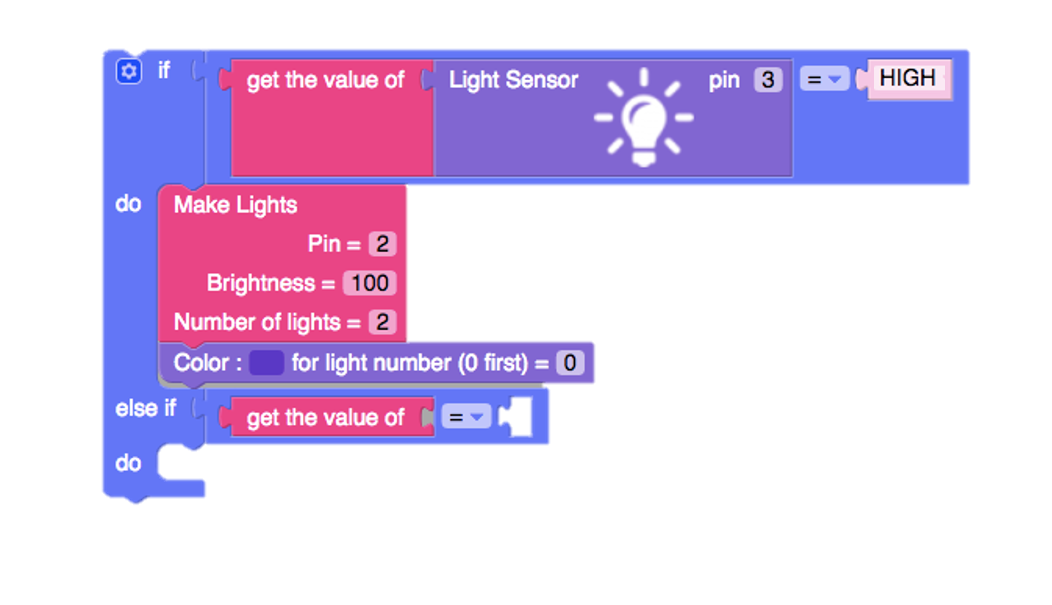 if get the value of Light Sensor pin 3 = HIGH
do Make Lights
Pin = 2
Brightness = 100
Number of lights = 2
Color : for light number (0 first) = 0
else if get the value of =
do